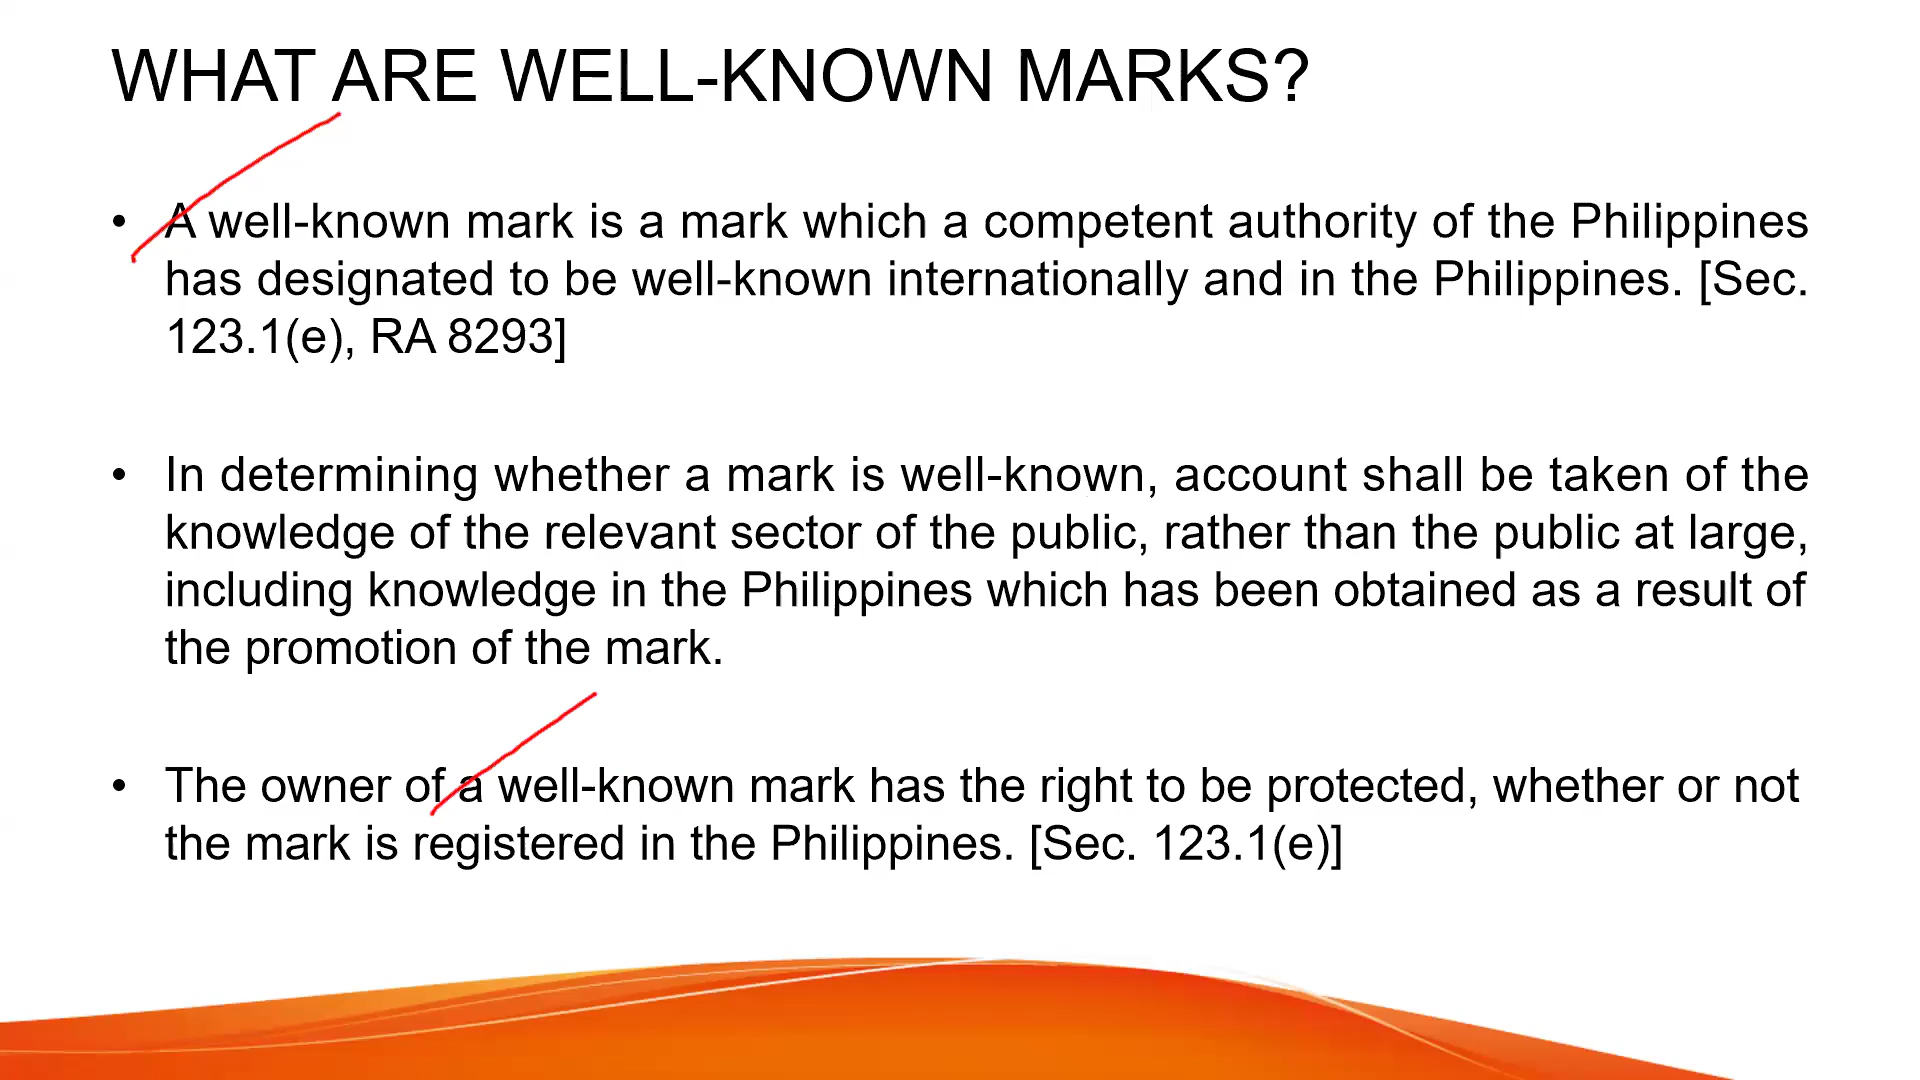 WHAT ARE WELL-KNOWN MARKS?
• A well-known mark is a mark which a competent authority of the Philippines
has designated to be well-known internationally and in the Philippines. [Sec.
123.1(e), RA 8293]
• In determining whether a mark is well-known, account shall be taken of the
knowledge of the relevant sector of the public, rather than the public at large,
including knowledge in the Philippines which has been obtained as a result of
the promotion of the mark.
• The owner of a well-known mark has the right to be protected, whether or not
the mark is registered in the Philippines. [Sec. 123.1(e)]